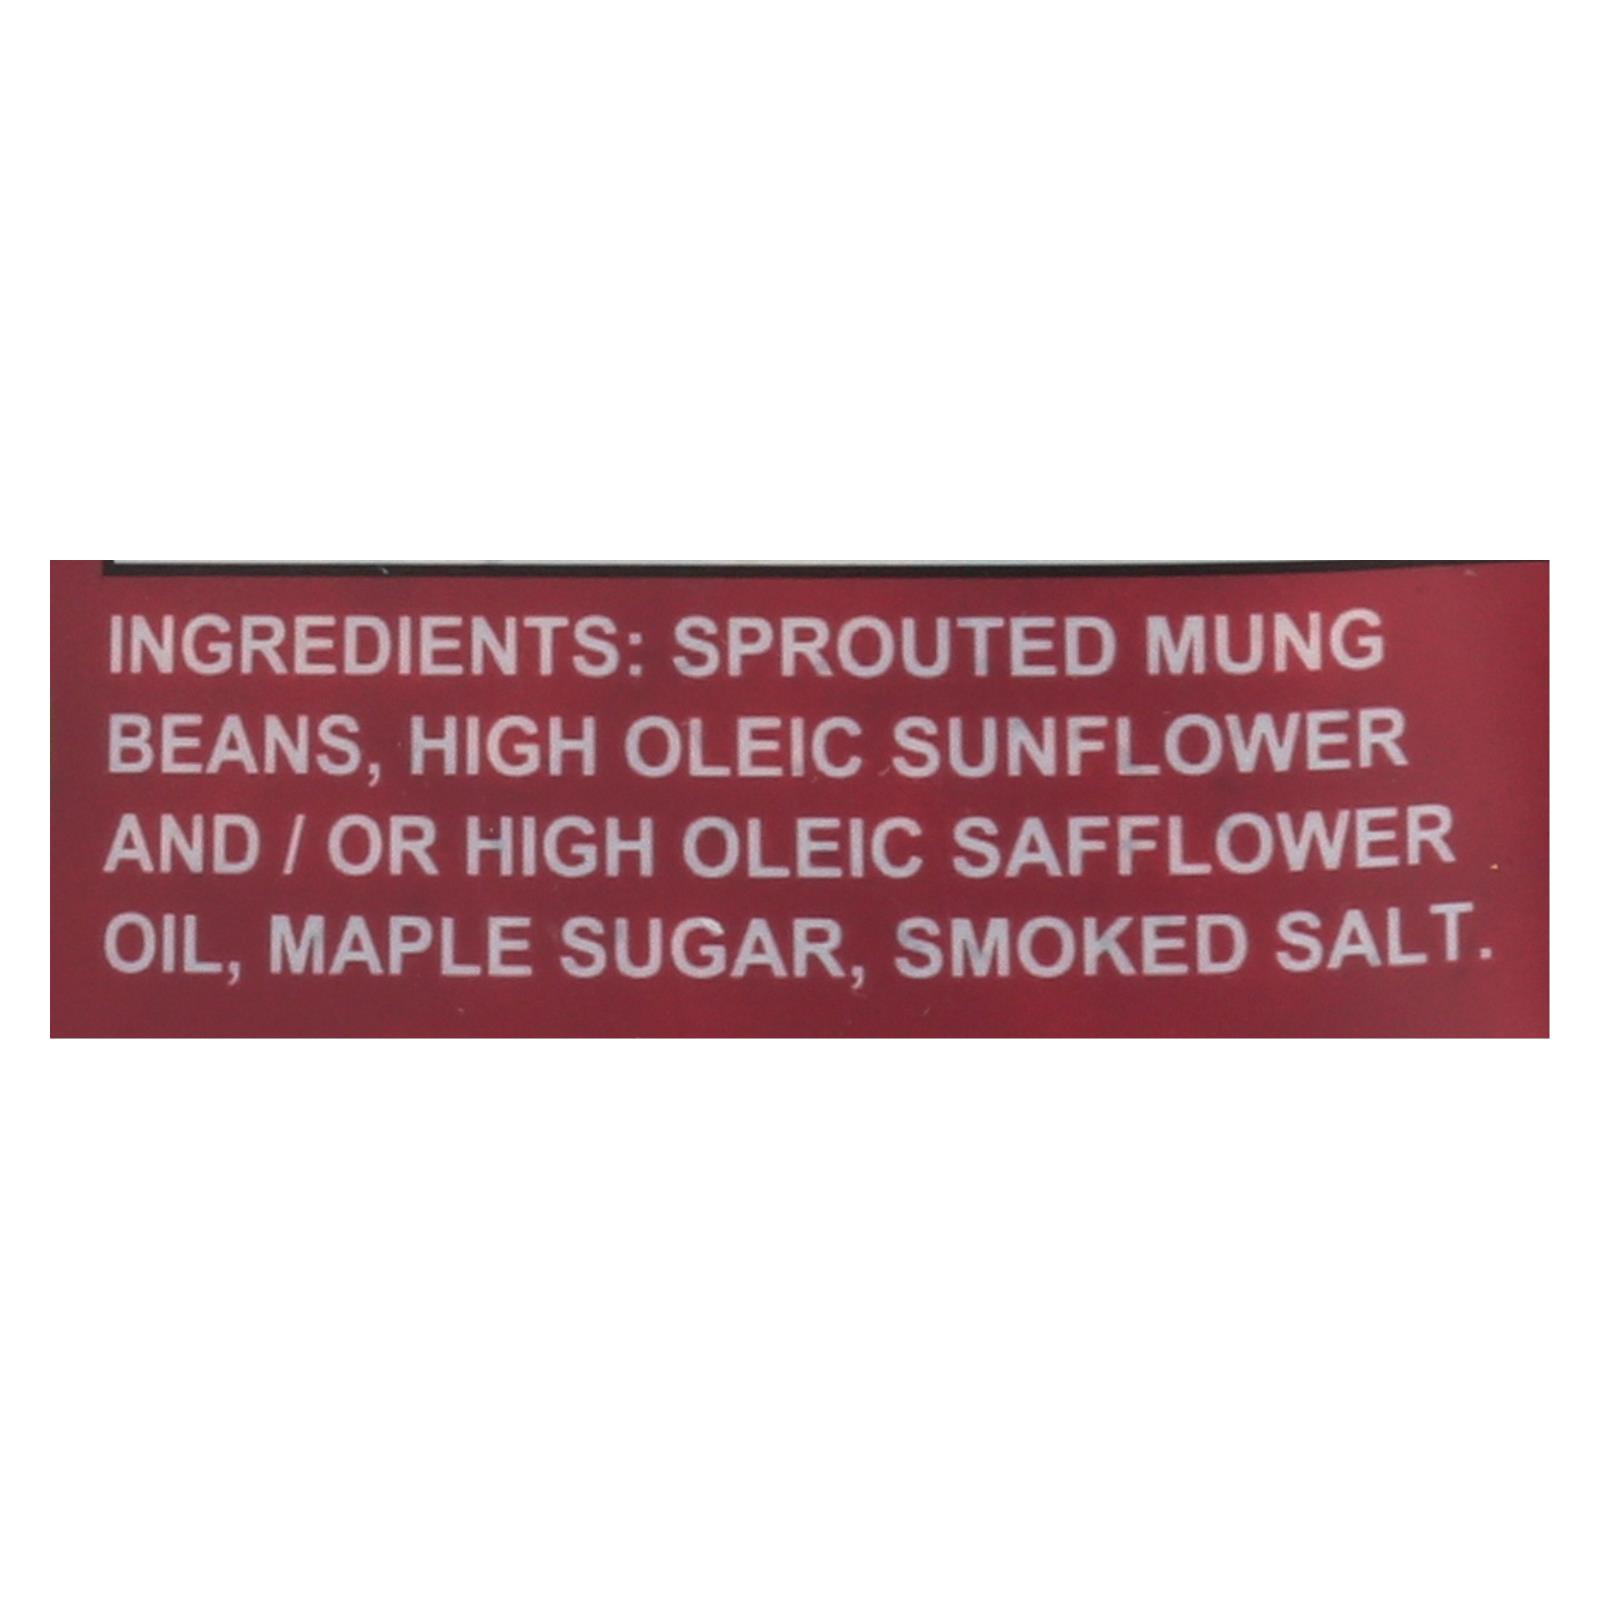 INGREDIENTS: SPROUTED MUNG
BEANS, HIGH OLEIC SUNFLOWER
AND / OR HIGH OLEIC SAFFLOWER
OIL, MAPLE SUGAR, SMOKED SALT.